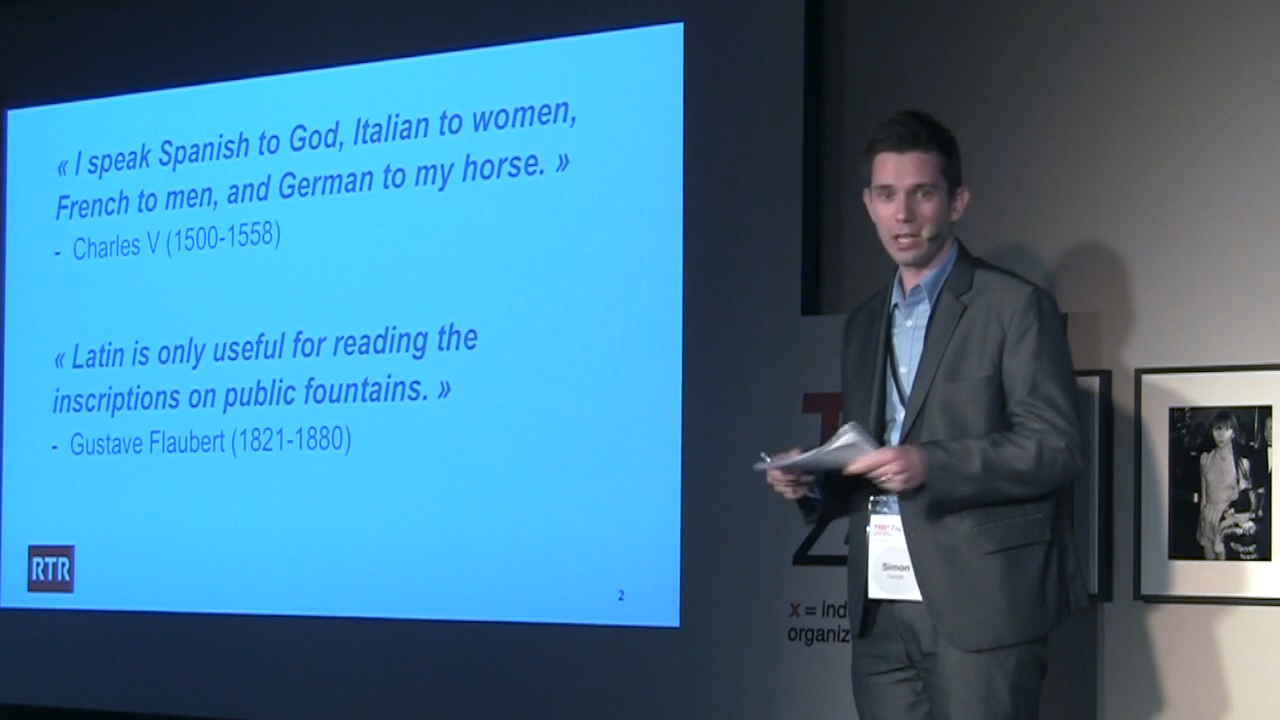 « I speak Spanish to God, Italian to women,
French to men, and German to my horse. »
- Charles V (1500-1558)
« Latin is only useful for reading the
inscriptions on public fountains. »
- Gustave Flaubert (1821-1880)
RTR
2
Simon
x = ind
organiz